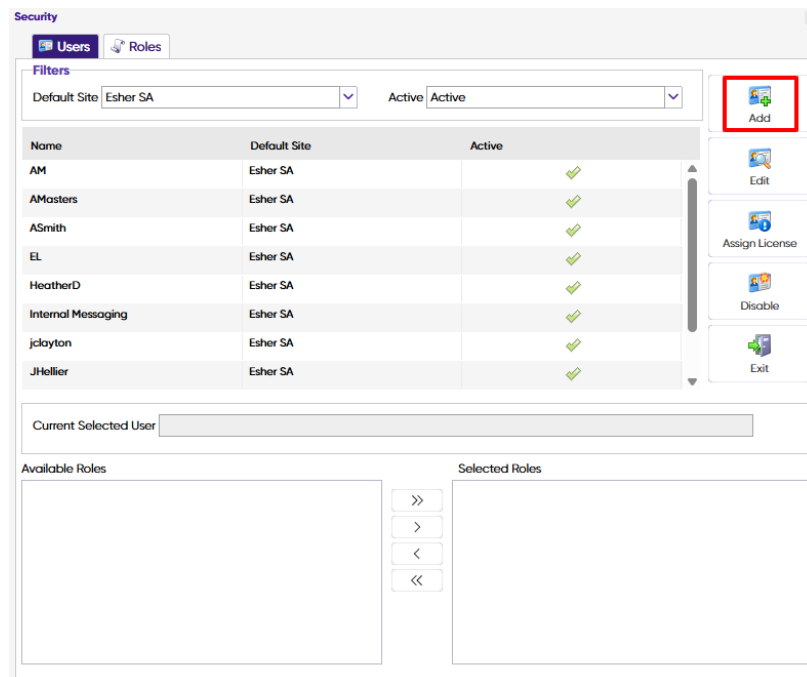 Security
Users Roles
Filters
Default Site Esher SA Active Active
Add
Name Default Site Active
AM Esher SA
Edit
AMasters Esher SA
ASmith Esher SA
Assign License
EL Esher SA
HeatherD Esher SA
Disable
Internal Messaging Esher SA
jclayton Esher SA
Exit
JHellier Esher SA
Current Selected User
Available Roles Selected Roles
>>
>
<
<<